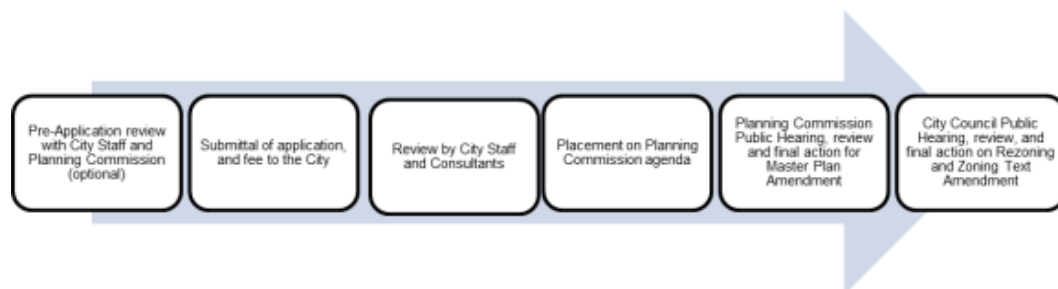 Pre-Application review
with City Staff and
Planning Commission
(optional)
Submittal of application,
and fee to the City
Review by City Staff
and Consultants
Placement on Planning
Commission agenda
Planning Commission
Public Hearing, review
and final action for
Master Plan
Amendment
City Council Public
Hearing, review, and
final action on Rezoning
and Zoning Text
Amendment